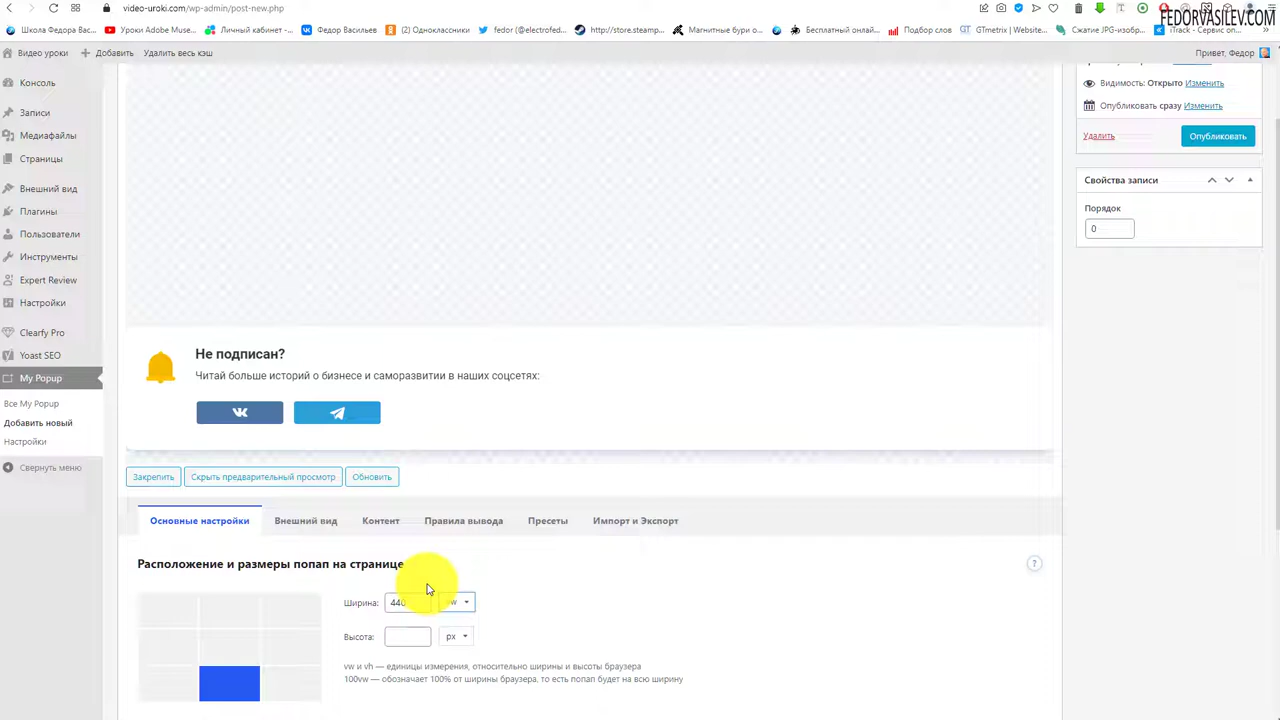 video-uroki.com/wp-admin/post-new.php
FEDORVASILEV.COM
Школа Федора Вас...
Уроки Adobe Muse...
Личный кабинет -...
Федор Васильев
(2) Одноклассники
fedor (@electrofed...
http://store.steamp...
Магнитные бури о...
Бесплатный онлай...
Подбор слов
GTmetrix | Website...
Сжатие JPG-изобр...
iTrack - Сервис оп...
Видео уроки
Добавить
Удалить весь кэш
Привет, Федор
Консоль
Записи
Медиафайлы
Страницы
Внешний вид
Плагины
Пользователи
Инструменты
Expert Review
Настройки
Clearfy Pro
Yoast SEO
My Popup
Все My Popup
Добавить новый
Настройки
Свернуть меню
Видимость: Открыто Изменить
Опубликовать сразу Изменить
Удалить
Опубликовать
Свойства записи
Порядок
0
Не подписан?
Читай больше историй о бизнесе и саморазвитии в наших соцсетях:
Закрепить
Скрыть предварительный просмотр
Обновить
Основные настройки
Внешний вид
Контент
Правила вывода
Пресеты
Импорт и Экспорт
Расположение и размеры попап на странице
?
Ширина: 440 vw
Высота: px
vw и vh — единицы измерения, относительно ширины и высоты браузера
100vw — обозначает 100% от ширины браузера, то есть попап будет на всю ширину